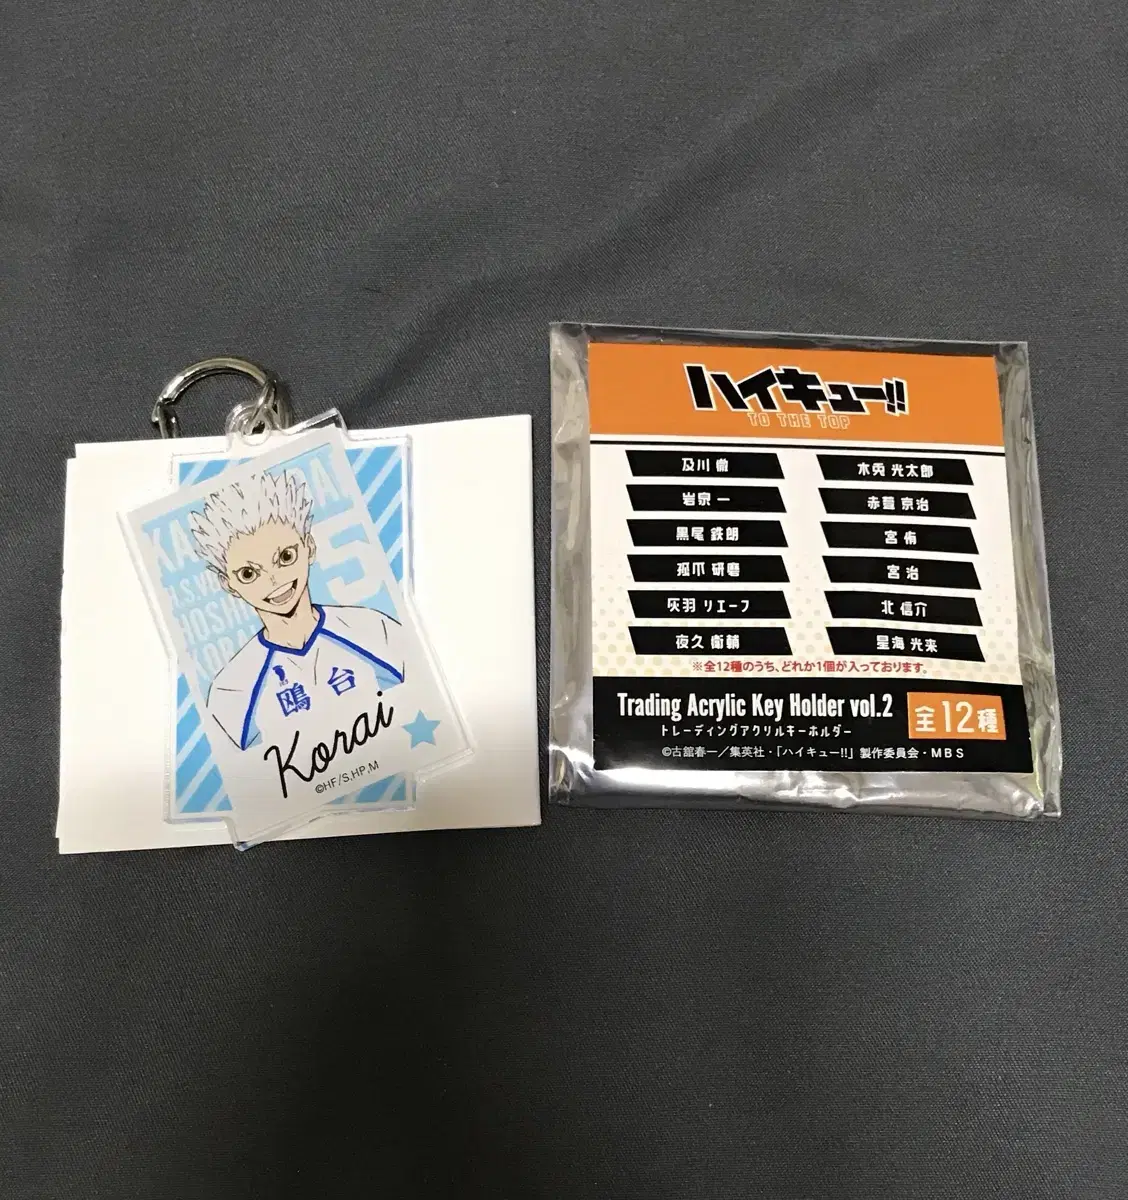 5
鴎台
Korai
©HF/S.HP,M
ハイキュー!!
TO THE TOP
及川 徹
木兎 光太郎
岩泉 一
赤葦 京治
黒尾 鉄朗
宮 侑
孤爪 研磨
宮 治
灰羽 リエーフ
北 信介
夜久 衛輔
星海 光来
※全12種のうち、どれか1個が入っております。
Trading Acrylic Key Holder vol.2
トレーディングアクリルキーホルダー
全12種
©古舘春一／集英社・「ハイキュー!!」製作委員会・MBS